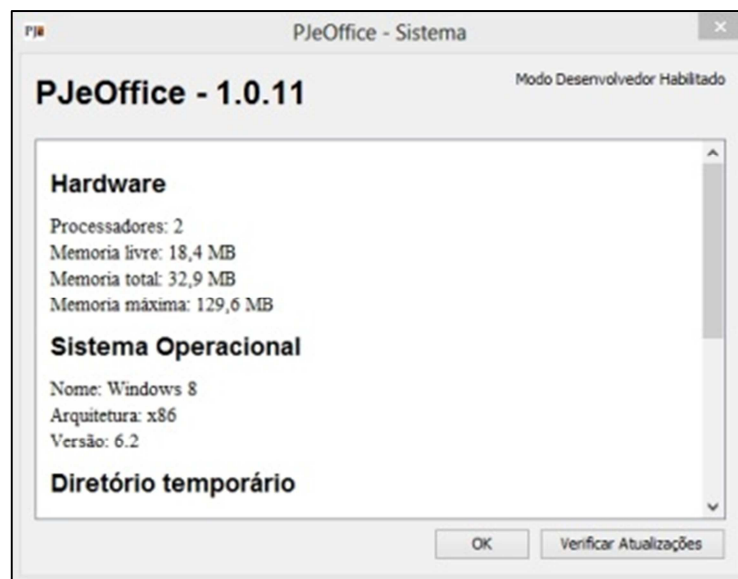 PJe
PJeOffice - Sistema
PJeOffice - 1.0.11
Modo Desenvolvedor Habilitado
Hardware
Processadores: 2
Memoria livre: 18,4 MB
Memoria total: 32,9 MB
Memoria máxima: 129,6 MB
Sistema Operacional
Nome: Windows 8
Arquitetura: x86
Versão: 6.2
Diretório temporário
OK
Verificar Atualizações